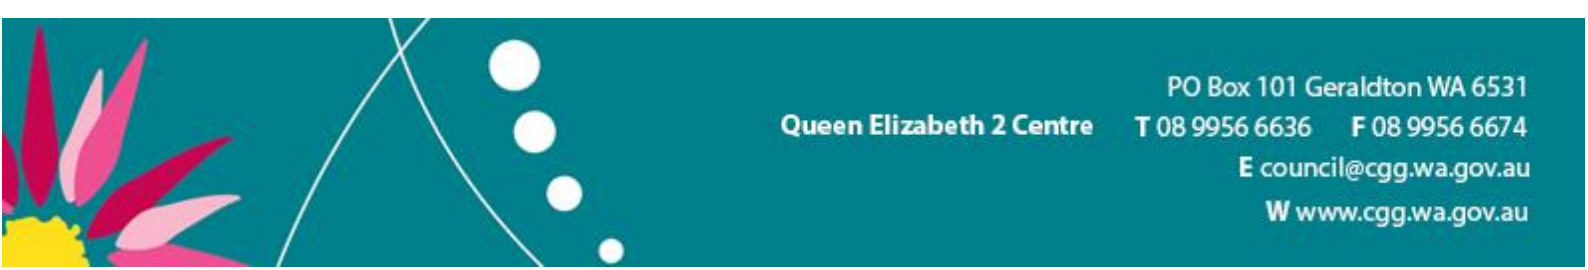 PO Box 101 Geraldton WA 6531
Queen Elizabeth 2 Centre T 08 9956 6636 F 08 9956 6674
E council@cgg.wa.gov.au
W www.cgg.wa.gov.au